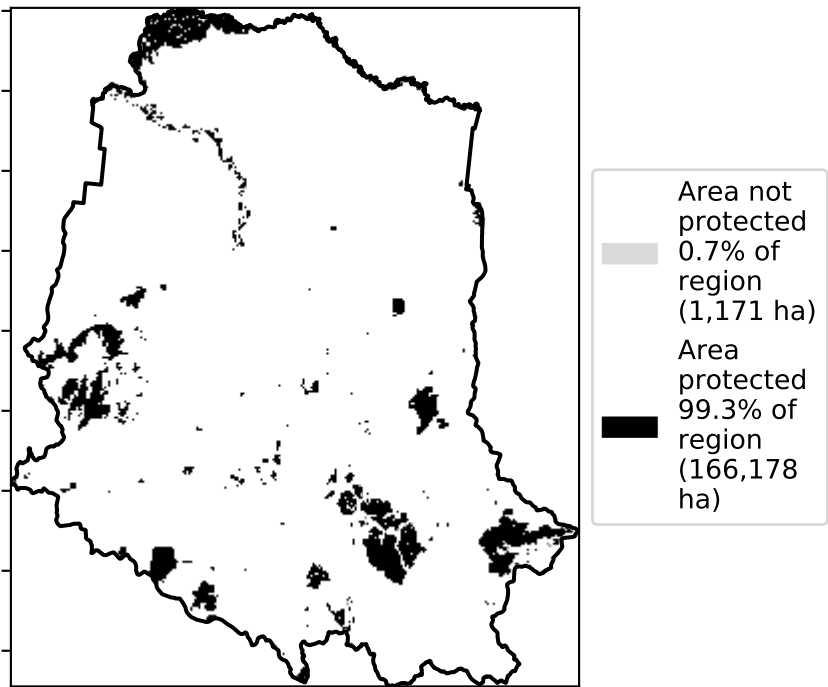 Area not
protected
0.7% of
region
(1,171 ha)
Area
protected
99.3% of
region
(166,178
ha)